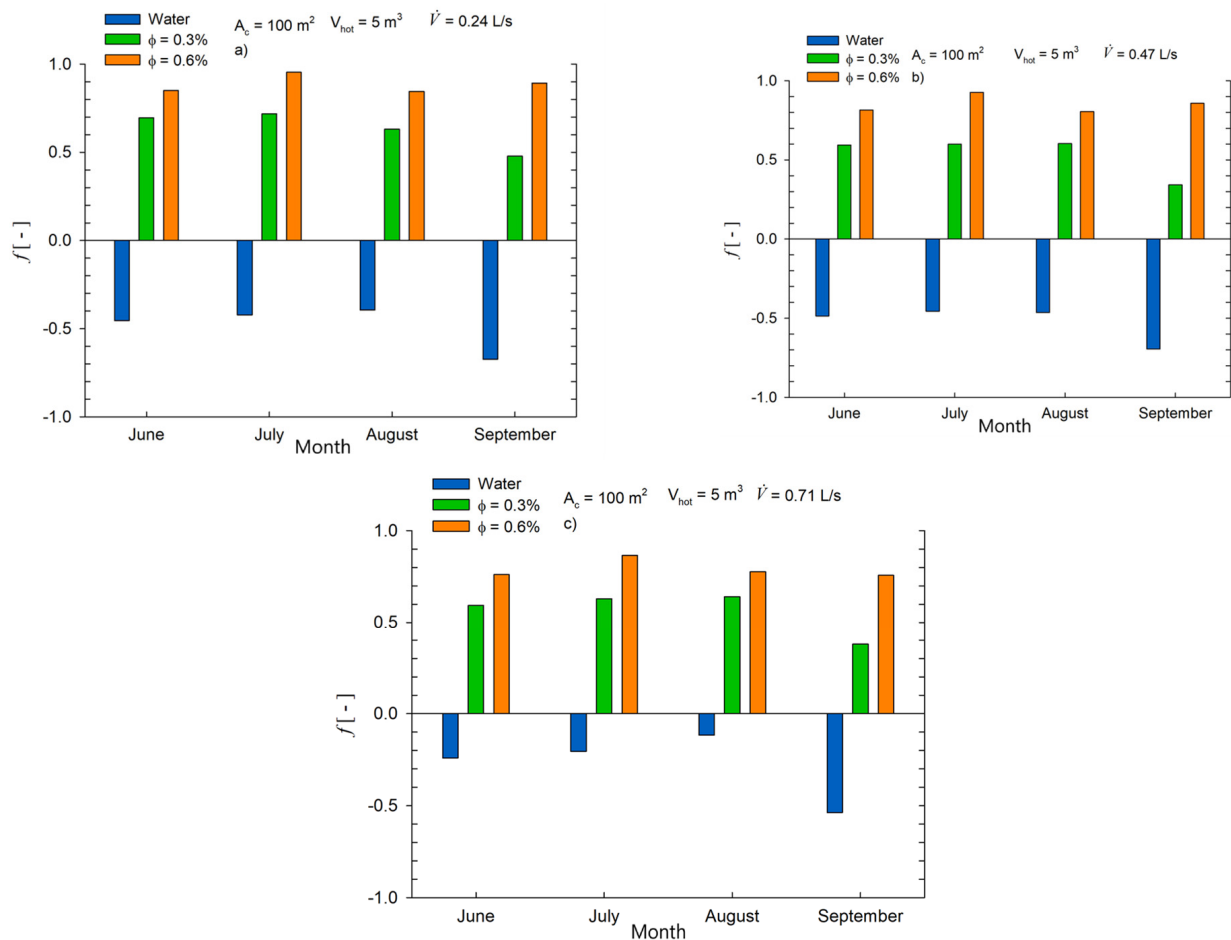 Water
ϕ = 0.3%
ϕ = 0.6%
A_c = 100 m² V_hot = 5 m³ V̇ = 0.24 L/s
a)
1.0
0.5
0.0
-0.5
-1.0
f [ - ]
June July August September
Month
Water
ϕ = 0.3%
ϕ = 0.6%
A_c = 100 m² V_hot = 5 m³ V̇ = 0.47 L/s
b)
1.0
0.5
0.0
-0.5
-1.0
f [ - ]
June July August September
Month
Water
ϕ = 0.3%
ϕ = 0.6%
A_c = 100 m² V_hot = 5 m³ V̇ = 0.71 L/s
c)
1.0
0.5
0.0
-0.5
-1.0
f [ - ]
June July August September
Month